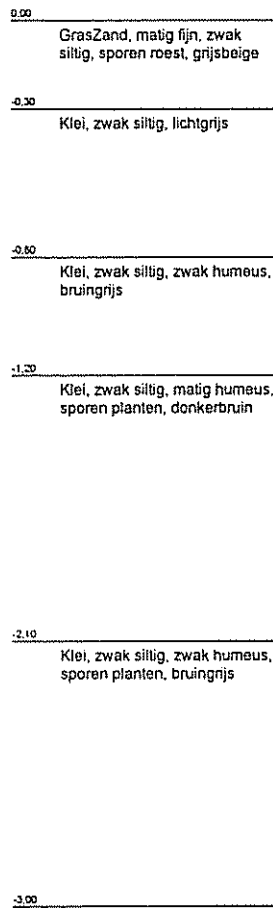 0.00
GrasZand, matig fijn, zwak
siltig, sporen roest, grijsbeige
-0.30
Klei, zwak siltig, lichtgrijs
-0.80
Klei, zwak siltig, zwak humeus,
bruingrijs
-1.20
Klei, zwak siltig, matig humeus,
sporen planten, donkerbruin
-2.10
Klei, zwak siltig, zwak humeus,
sporen planten, bruingrijs
-3.00